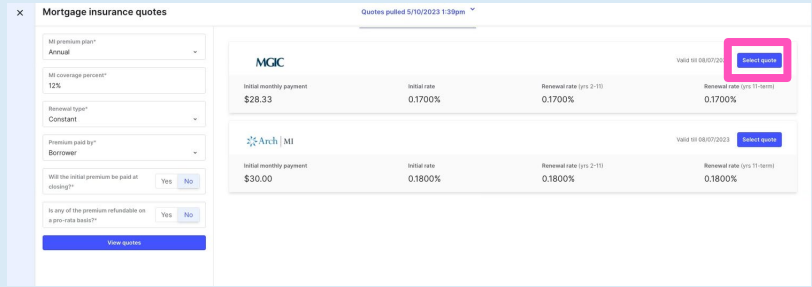 Mortgage insurance quotes
Quotes pulled 5/10/2023 1:39pm
MI premium plan*
Annual
MI coverage percent*
12%
Renewal type*
Constant
Premium paid by*
Borrower
Will the initial premium be paid at
closing?*
Yes No
Is any of the premium refundable on
a pro-rata basis?*
Yes No
View quotes
MGIC
Valid till 08/07/2023
Select quote
Initial monthly payment Initial rate Renewal rate (yrs 2-11) Renewal rate (yrs 11-term)
$28.33 0.1700% 0.1700% 0.1700%
Arch | MI
Valid till 08/07/2023
Select quote
Initial monthly payment Initial rate Renewal rate (yrs 2-11) Renewal rate (yrs 11-term)
$30.00 0.1800% 0.1800% 0.1800%